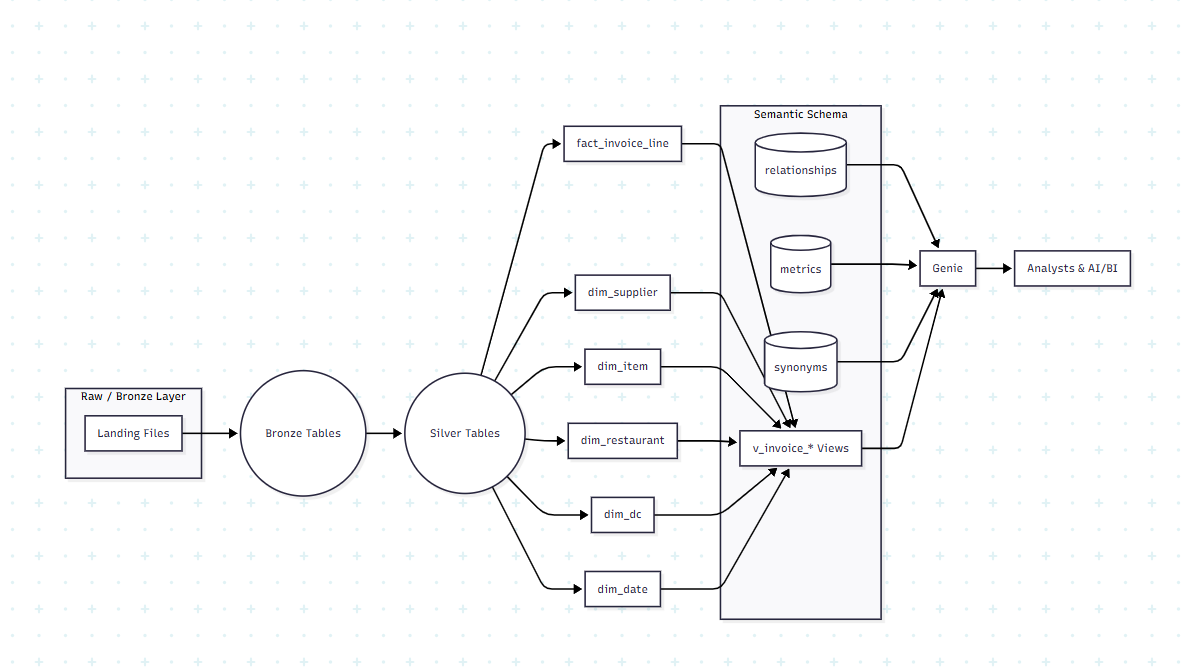 Semantic Schema
fact_invoice_line
relationships
metrics
Genie
Analysts & AI/BI
dim_supplier
dim_item
synonyms
Raw / Bronze Layer
Landing Files
Bronze Tables
Silver Tables
dim_restaurant
v_invoice_* Views
dim_dc
dim_date